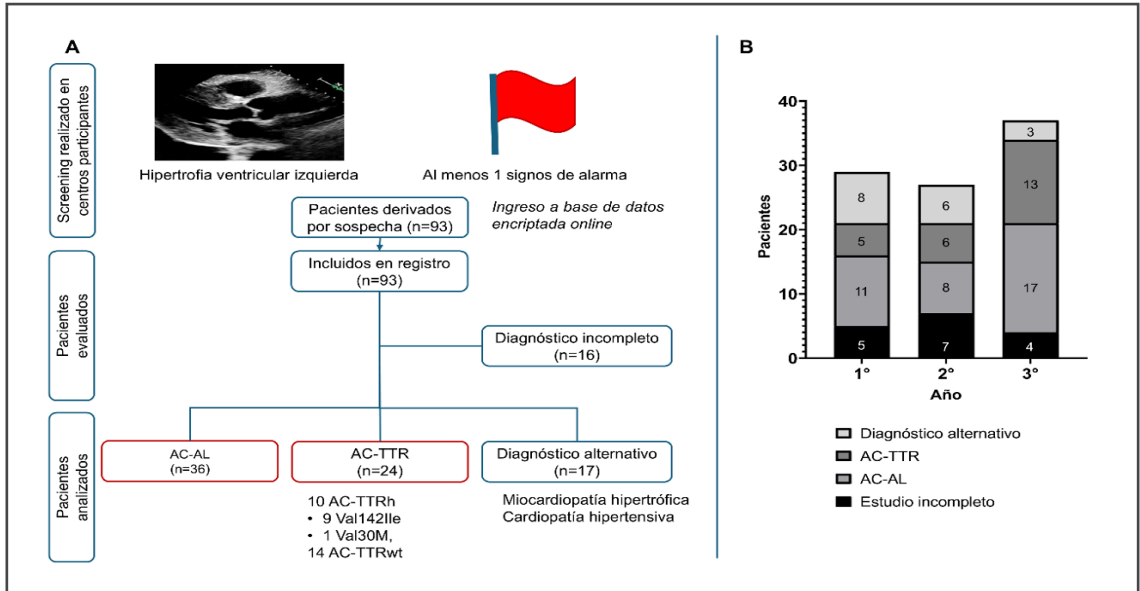 A
Screening realizado en
centros participantes
Hipertrofia ventricular izquierda
Al menos 1 signos de alarma
Pacientes derivados
por sospecha (n=93)
Ingreso a base de datos
encriptada online
Incluidos en registro
(n=93)
Pacientes
evaluados
Diagnóstico incompleto
(n=16)
Pacientes
analizados
AC-AL
(n=36)
AC-TTR
(n=24)
Diagnóstico alternativo
(n=17)
10 AC-TTRh
• 9 Val142Ile
• 1 Val30M,
14 AC-TTRwt
Miocardiopatía hipertrófica
Cardiopatía hipertensiva
B
Pacientes
40
30
20
10
0
8
5
11
5
6
6
8
7
3
13
17
4
1°
2°
3°
Año
Diagnóstico alternativo
AC-TTR
AC-AL
Estudio incompleto